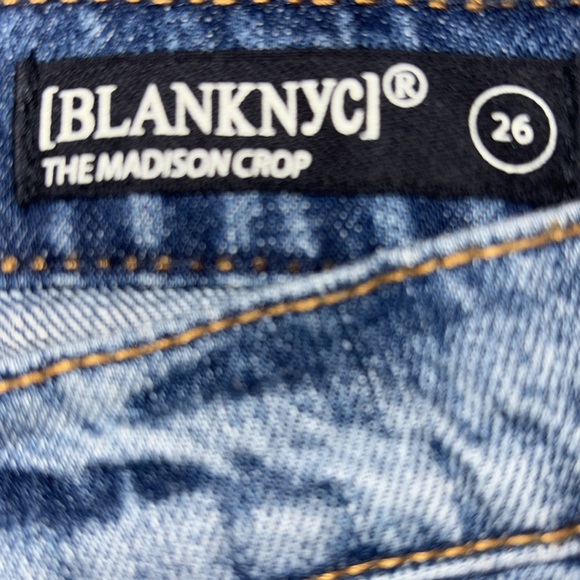 [BLANKNYC]®
THE MADISON CROP
26